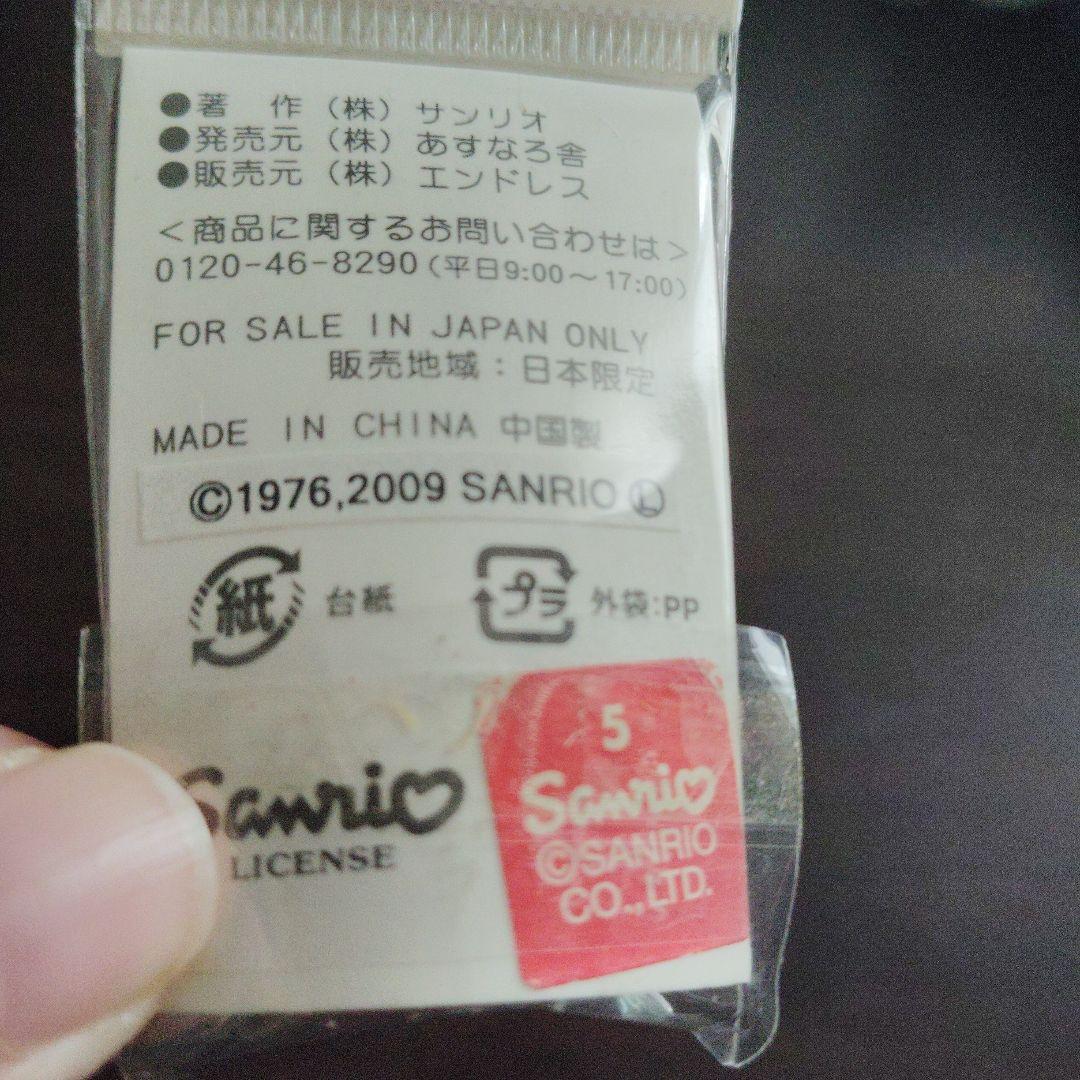 ●著 作（株）サンリオ
●発売元（株）あすなろ舎
●販売元（株）エンドレス
＜商品に関するお問い合わせは＞
0120-46-8290（平日9:00～17:00）
FOR SALE IN JAPAN ONLY
販売地域：日本限定
MADE IN CHINA 中国製
©1976,2009 SANRIO Ⓛ
紙 台紙
プラ 外袋:PP
Sanrio
LICENSE
5
Sanrio
©SANRIO
CO.,LTD.